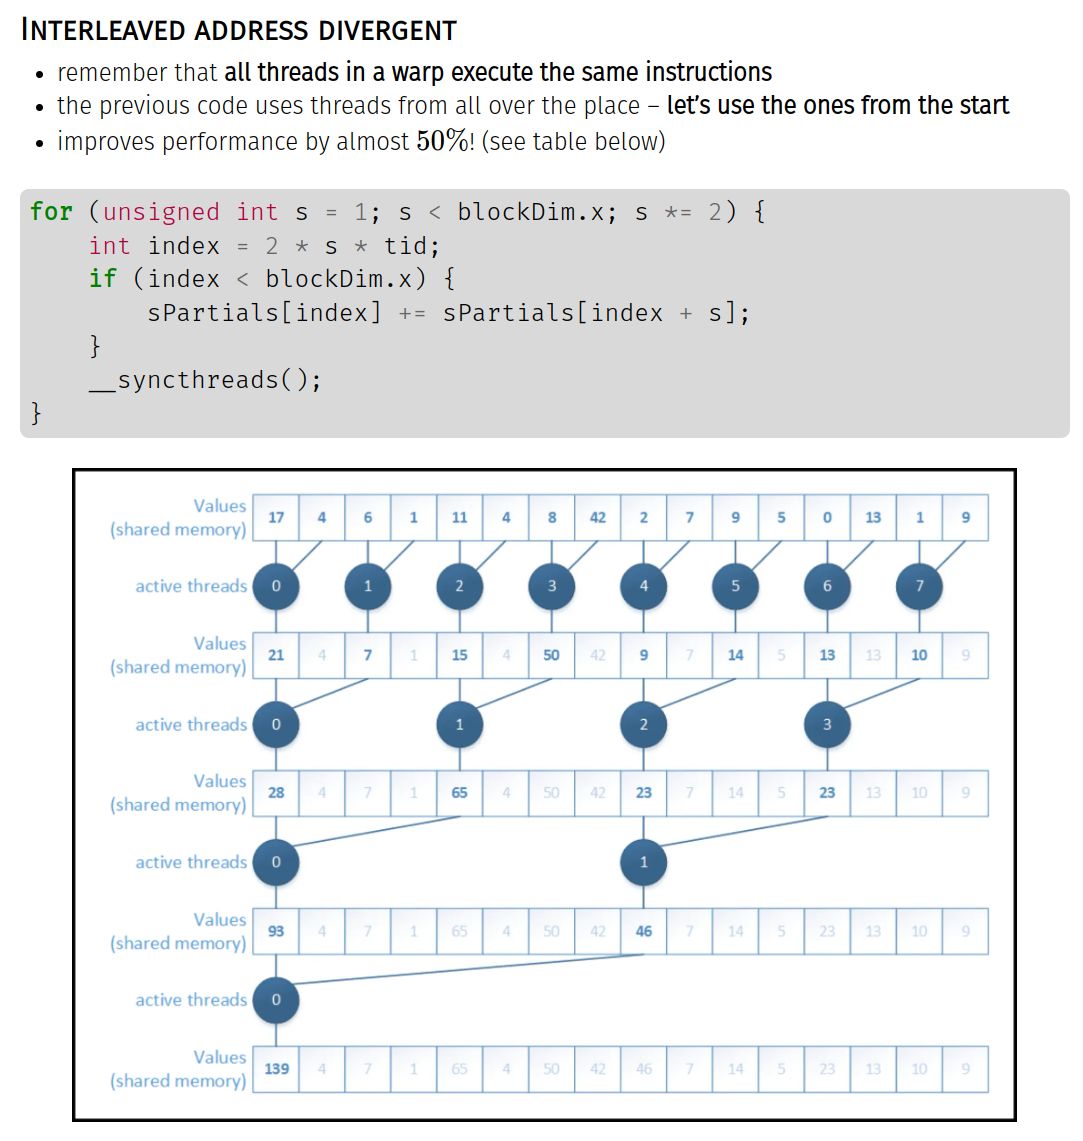 INTERLEAVED ADDRESS DIVERGENT
• remember that all threads in a warp execute the same instructions
• the previous code uses threads from all over the place – let's use the ones from the start
• improves performance by almost 50%! (see table below)
for (unsigned int s = 1; s < blockDim.x; s *= 2) {
    int index = 2 * s * tid;
    if (index < blockDim.x) {
        sPartials[index] += sPartials[index + s];
    }
    __syncthreads();
}
Values
(shared memory) 17 4 6 1 11 4 8 42 2 7 9 5 0 13 1 9
active threads 0 1 2 3 4 5 6 7
Values
(shared memory) 21 4 7 1 15 4 50 42 9 7 14 5 13 13 10 9
active threads 0 1 2 3
Values
(shared memory) 28 4 7 1 65 4 50 42 23 7 14 5 23 13 10 9
active threads 0 1
Values
(shared memory) 93 4 7 1 65 4 50 42 46 7 14 5 23 13 10 9
active threads 0
Values
(shared memory) 139 4 7 1 65 4 50 42 46 7 14 5 23 13 10 9